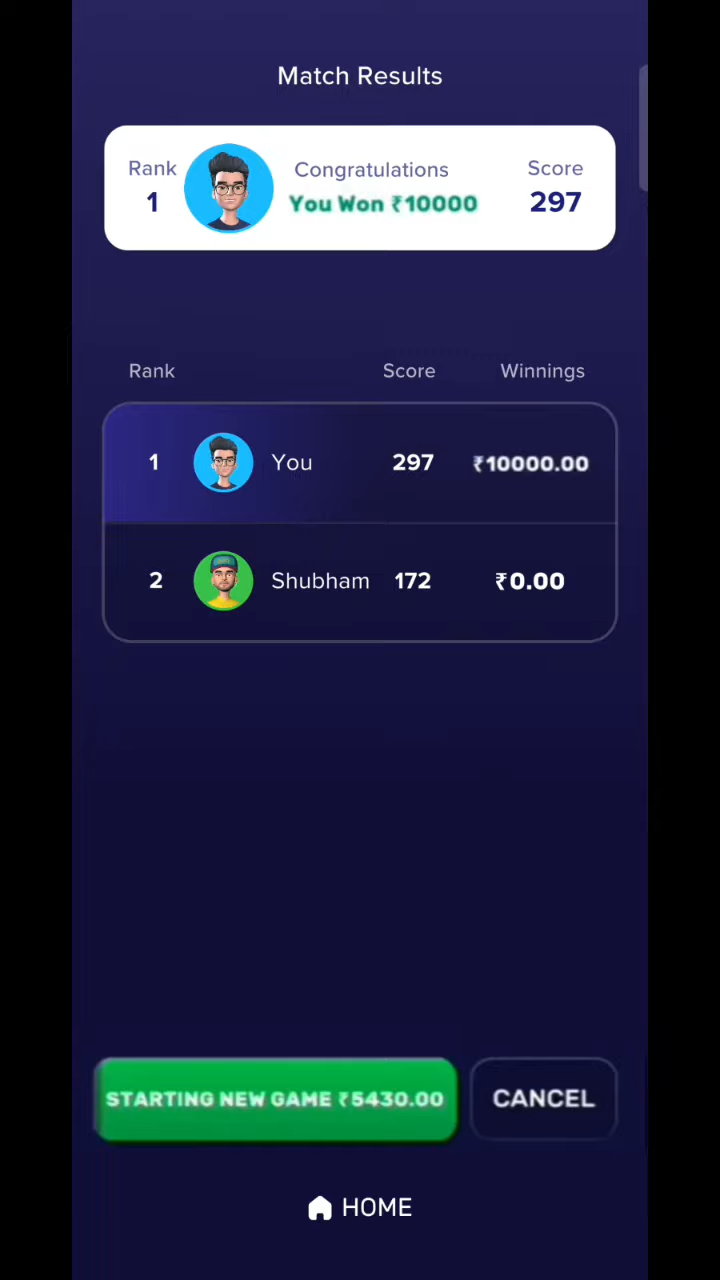 Match Results
Rank Congratulations Score
1 You Won ₹10000 297
Rank Score Winnings
1 You 297 ₹10000.00
2 Shubham 172 ₹0.00
STARTING NEW GAME ₹5430.00 CANCEL
HOME